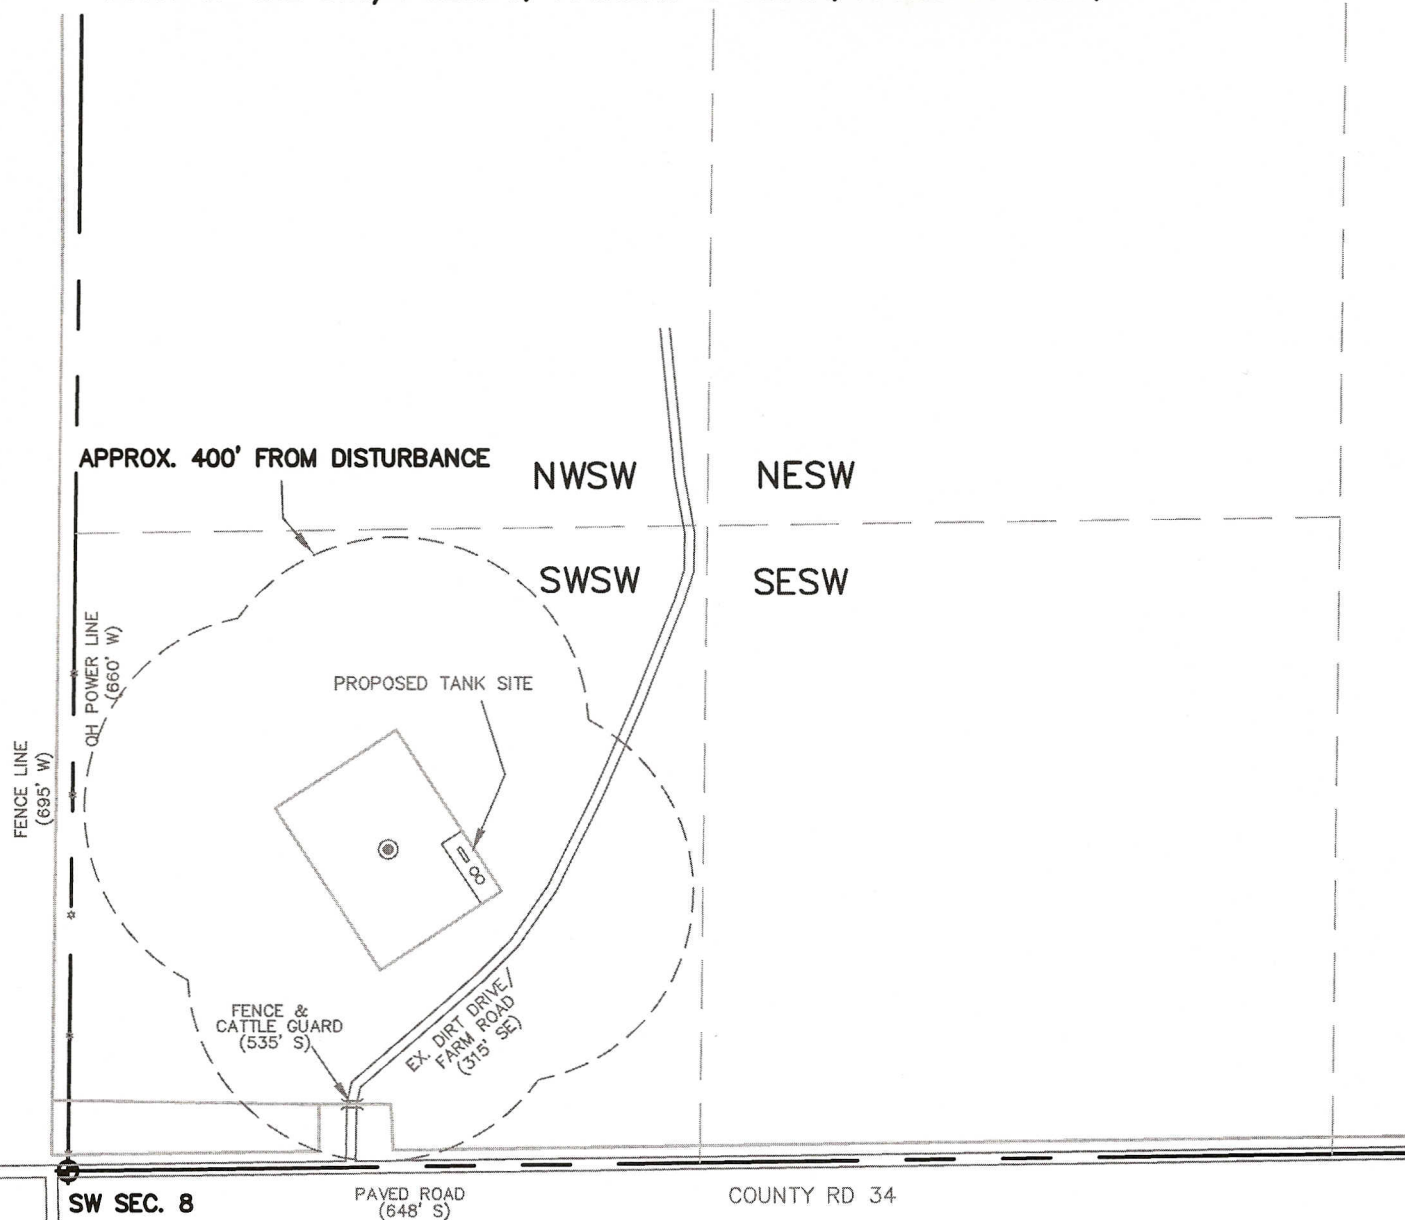 APPROX. 400' FROM DISTURBANCE
NWSW
NESW
SWSW
SESW
OH POWER LINE
(660' W)
PROPOSED TANK SITE
FENCE LINE
(695' W)
FENCE &
CATTLE GUARD
(535' S)
EX. DIRT DRIVE/
FARM ROAD
(315' SE)
SW SEC. 8
PAVED ROAD
(648' S)
COUNTY RD 34